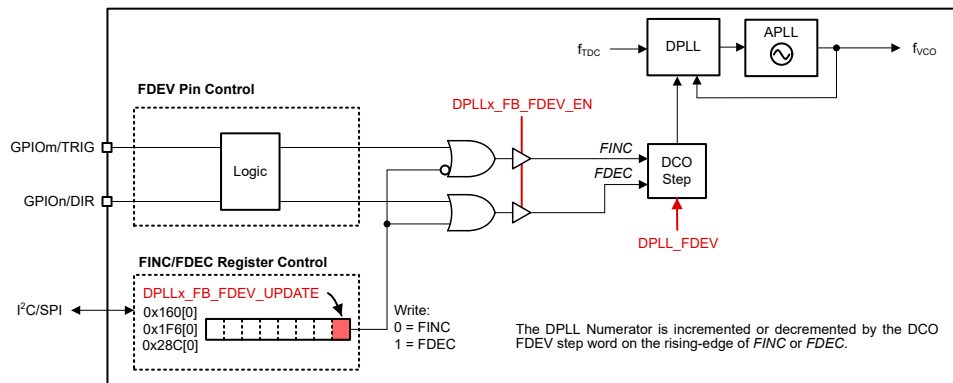 f_TDC
DPLL
APLL
f_VCO
FDEV Pin Control
DPLLx_FB_FDEV_EN
GPIOm/TRIG
Logic
GPIOn/DIR
FINC
FDEC
DCO
Step
DPLL_FDEV
FINC/FDEC Register Control
I²C/SPI
DPLLx_FB_FDEV_UPDATE
0x160[0]
0x1F6[0]
0x28C[0]
Write:
0 = FINC
1 = FDEC
The DPLL Numerator is incremented or decremented by the DCO
FDEV step word on the rising-edge of FINC or FDEC.